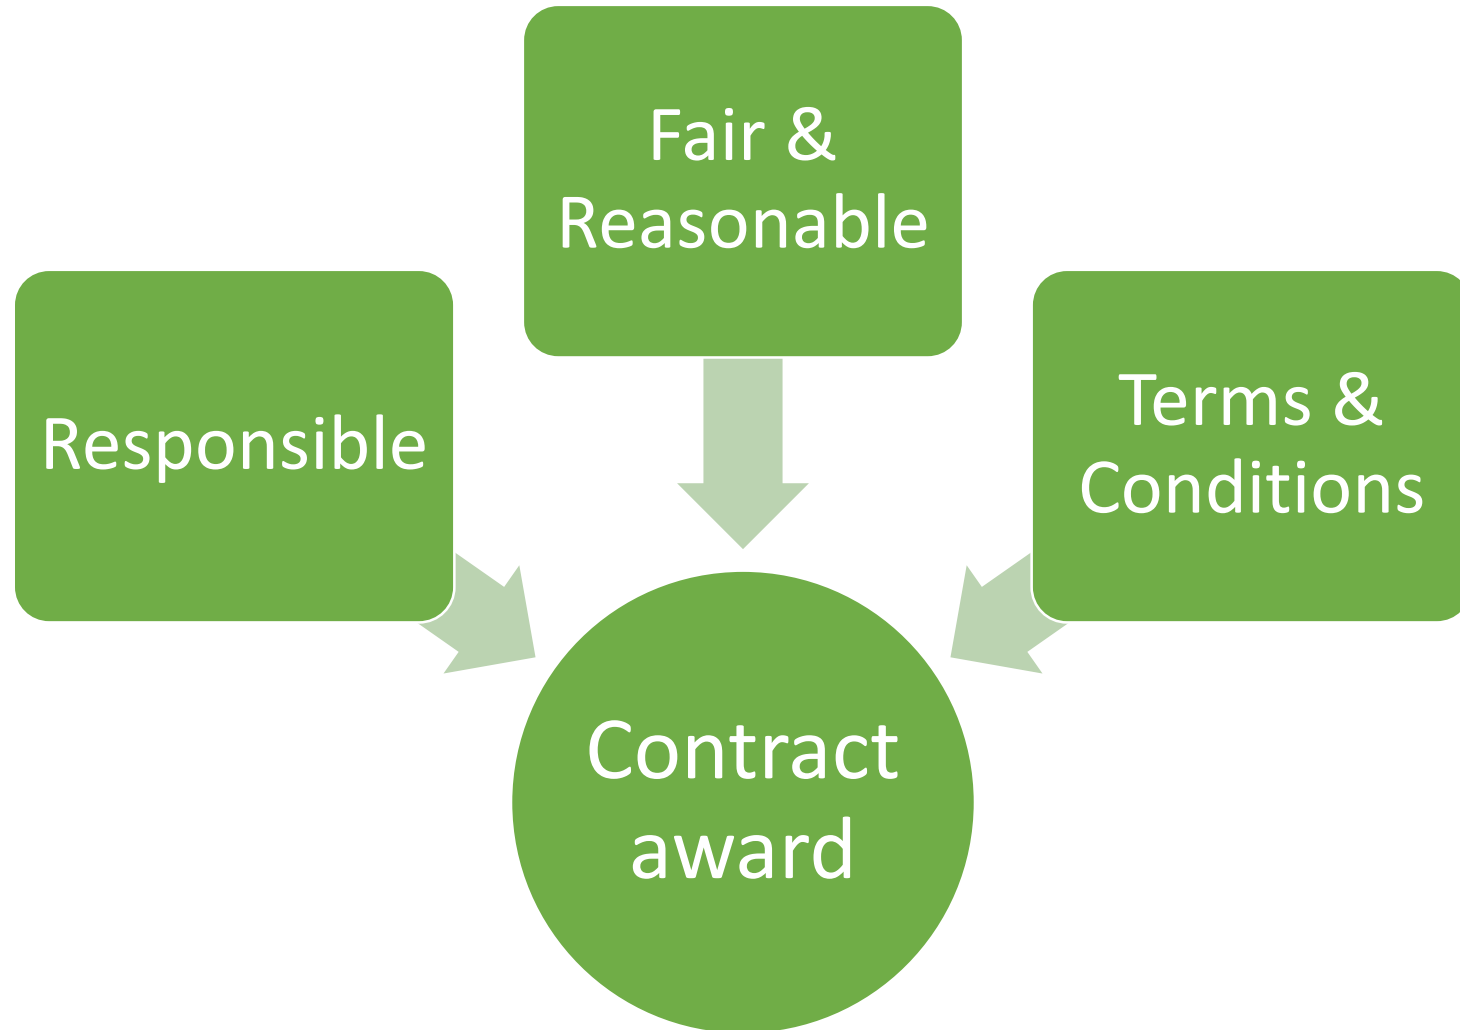 Fair &
Reasonable
Responsible
Terms &
Conditions
Contract
award